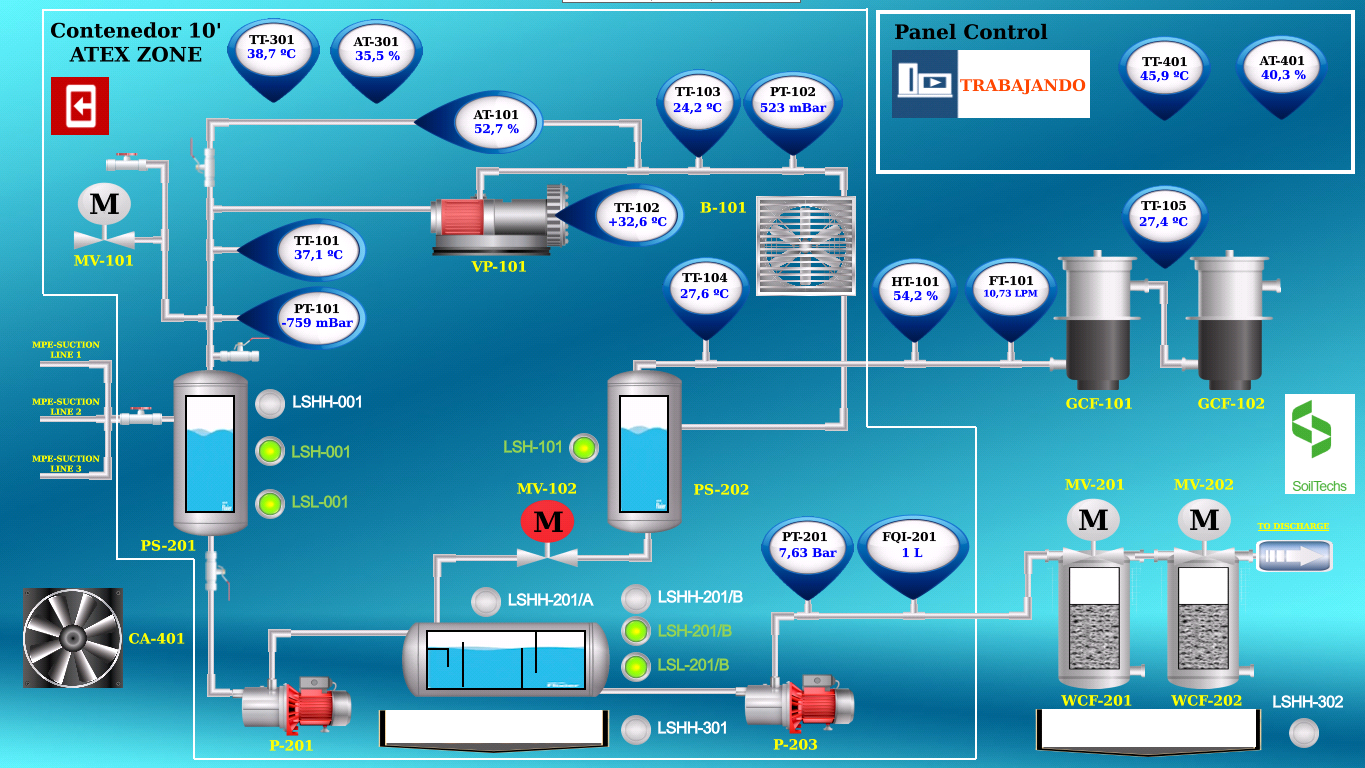 Contenedor 10'
ATEX ZONE
TT-301
38,7 ºC
AT-301
35,5 %
Panel Control
TRABAJANDO
TT-401
45,9 ºC
AT-401
40,3 %
AT-101
52,7 %
TT-103
24,2 ºC
PT-102
523 mBar
M
MV-101
TT-102
+32,6 ºC
B-101
VP-101
TT-105
27,4 ºC
TT-101
37,1 ºC
PT-101
-759 mBar
TT-104
27,6 ºC
HT-101
54,2 %
FT-101
10,73 LPM
MPE-SUCTION
LINE 1
MPE-SUCTION
LINE 2
MPE-SUCTION
LINE 3
LSHH-001
LSH-001
LSL-001
PS-201
LSH-101
MV-102
M
PS-202
GCF-101
GCF-102
SoilTechs
MV-201
M
MV-202
M
TO DISCHARGE
PT-201
7,63 Bar
FQI-201
1 L
CA-401
LSHH-201/A
LSHH-201/B
LSH-201/B
LSL-201/B
P-201
LSHH-301
P-203
WCF-201
WCF-202
LSHH-302